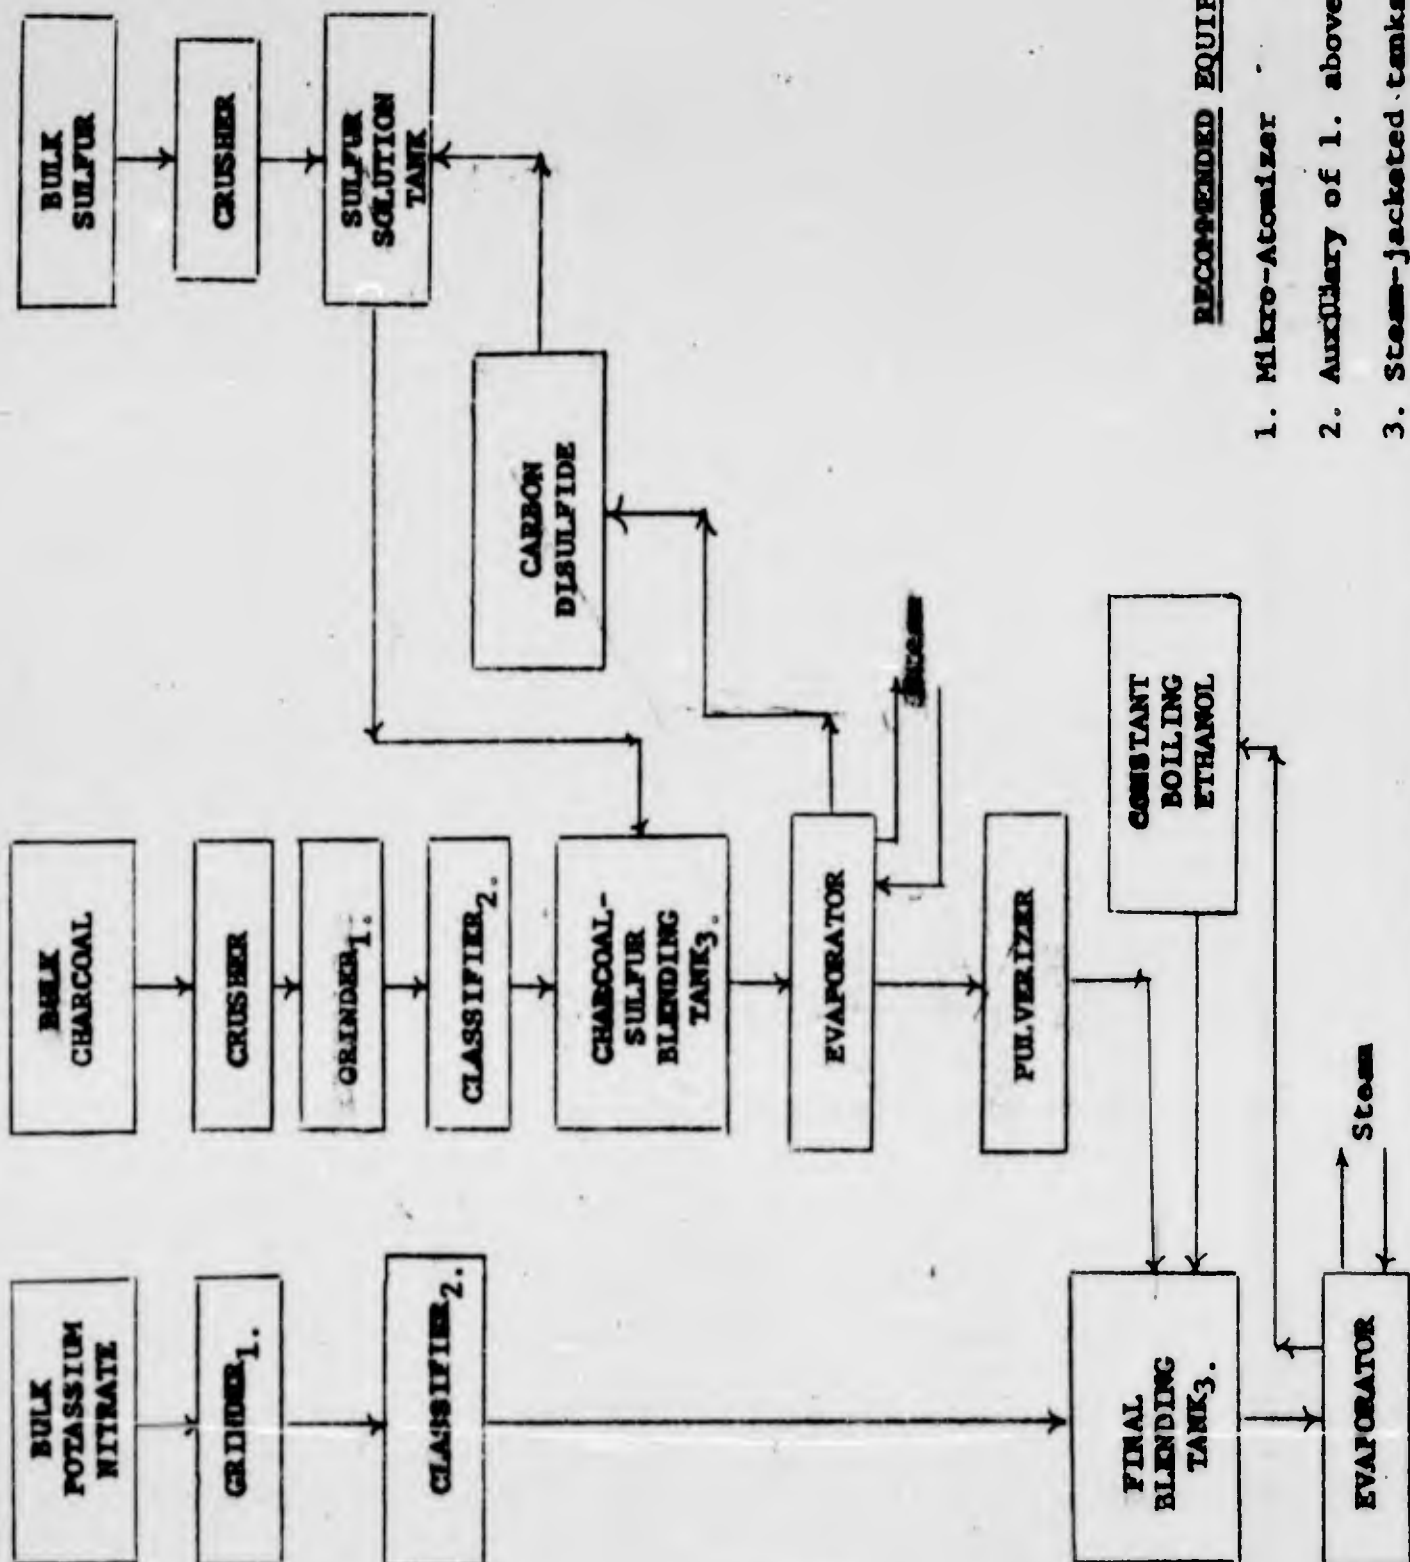 BULK
POTASSIUM
NITRATE
GRINDER1.
CLASSIFIER2.
BULK
CHARCOAL
CRUSHER
GRINDER1.
CLASSIFIER2.
CHARCOAL-
SULFUR
BLENDING
TANK3.
EVAPORATOR
PULVERIZER
BULK
SULFUR
CRUSHER
SULFUR
SOLUTION
TANK
CARBON
DISULFIDE
CONSTANT
BOILING
ETHANOL
FINAL
BLENDING
TANK3.
EVAPORATOR
Steam
RECOMMENDED EQUIP
1. Mikro-Atomizer
2. Auxiliary of 1. above
3. Steam-jacketed tanks